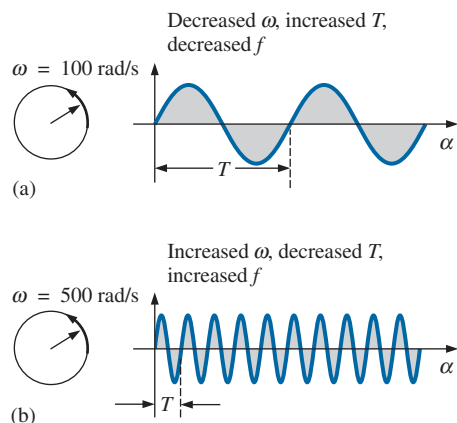 Decreased ω, increased T,
decreased f
ω = 100 rad/s
α
T
(a)
Increased ω, decreased T,
increased f
ω = 500 rad/s
α
T
(b)